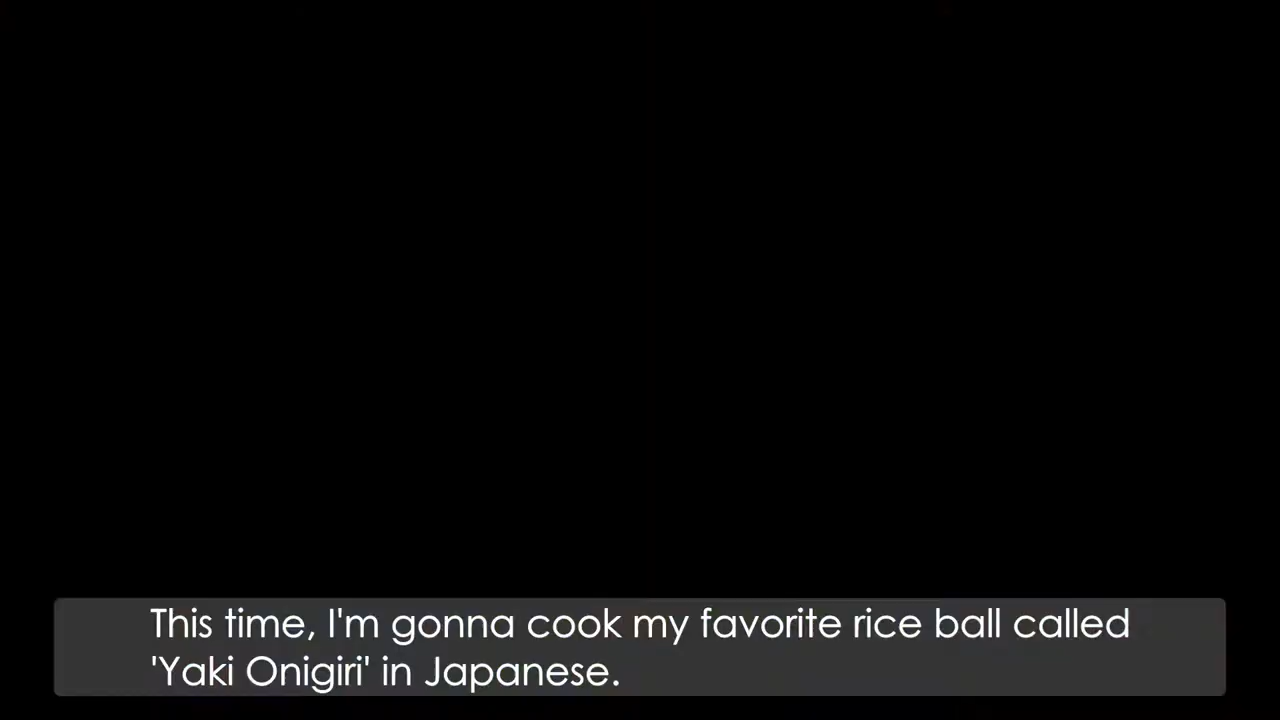 This time, I'm gonna cook my favorite rice ball called
'Yaki Onigiri' in Japanese.